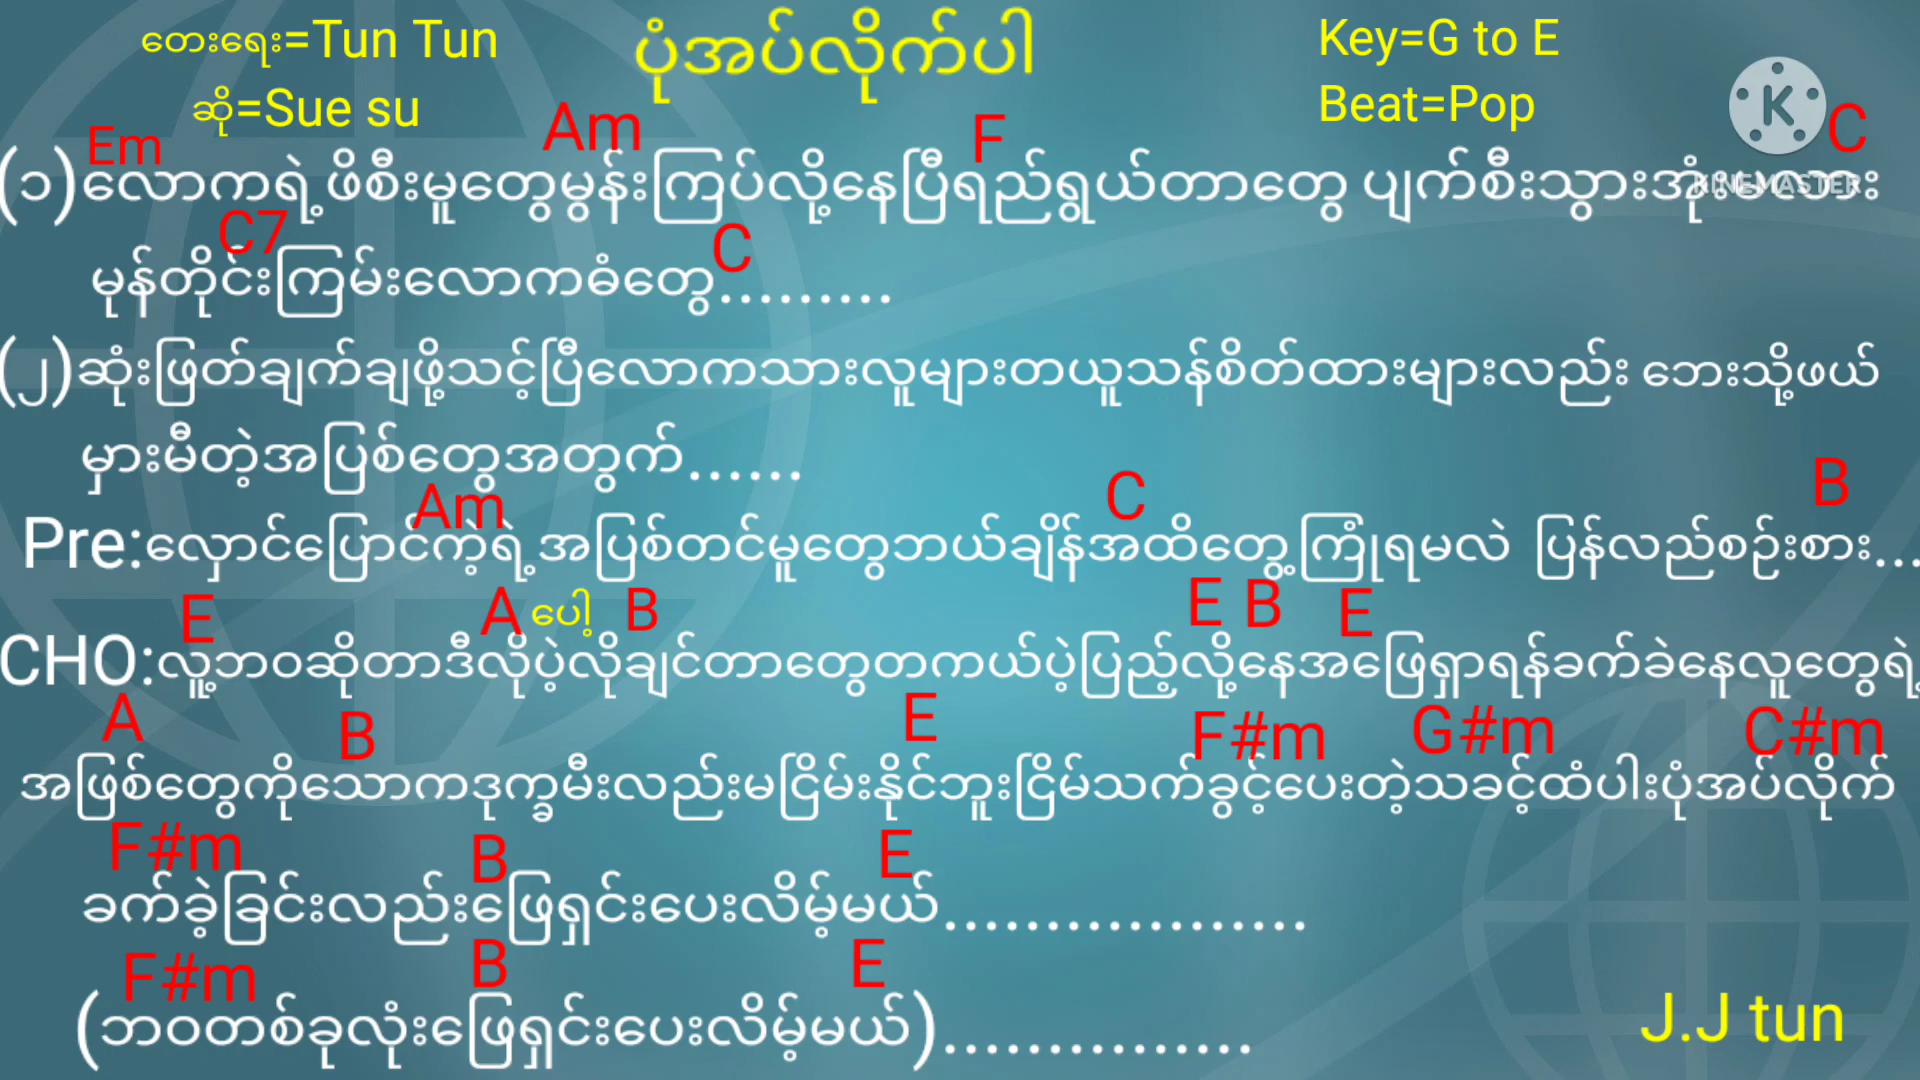 တေးရေး=Tun Tun ပုံအပ်လိုက်ပါ Key=G to E
ဆို=Sue su Beat=Pop
Em Am F C
(၁)လောကရဲ့ဖိစီးမှုတွေမွန်းကြပ်လို့နေပြီရည်ရွယ်တာတွေ ပျက်စီးသွားအုံးမလား
KINEMASTER
C7 C
မုန်တိုင်းကြမ်းလောကဓံတွေ.........
(၂)ဆုံးဖြတ်ချက်ချဖို့သင့်ပြီလောကသားလူများတယူသန်စိတ်ထားများလည်း ဘေးသို့ဖယ်
မှားမိတဲ့အပြစ်တွေအတွက်......
Am C B
Pre:လှောင်ပြောင်ကဲ့ရဲ့အပြစ်တင်မှုတွေဘယ်ချိန်အထိတွေ့ကြုံရမလဲ ပြန်လည်စဉ်းစား...
E A ပေါ့ B E B E
CHO:လူ့ဘဝဆိုတာဒီလိုပဲ့လိုချင်တာတွေတကယ်ပဲ့ပြည့်လို့နေအဖြေရှာရန်ခက်ခဲနေလူတွေရဲ့
A B E F#m G#m C#m
အဖြစ်တွေကိုသောကဒုက္ခမီးလည်းမငြိမ်းနိုင်ဘူးငြိမ်သက်ခွင့်ပေးတဲ့သခင့်ထံပါးပုံအပ်လိုက်
F#m B E
ခက်ခဲ့ခြင်းလည်းဖြေရှင်းပေးလိမ့်မယ်..................
F#m B E
(ဘဝတစ်ခုလုံးဖြေရှင်းပေးလိမ့်မယ်)...............
J.J tun